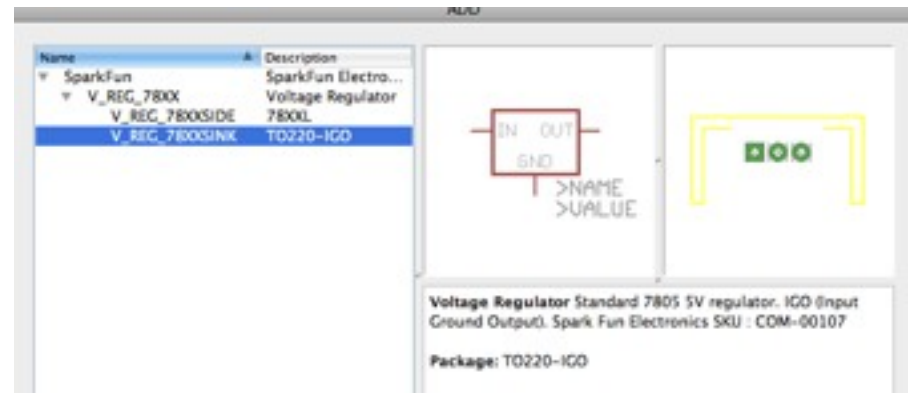 ADD
Name Description
SparkFun SparkFun Electro...
V_REG_78XX Voltage Regulator
V_REG_78XXSIDE 78XXL
V_REG_78XXSINK TO220-IGO
IN OUT
GND
>NAME
>VALUE
Voltage Regulator Standard 7805 5V regulator. IGO (Input
Ground Output). Spark Fun Electronics SKU : COM-00107
Package: TO220-IGO